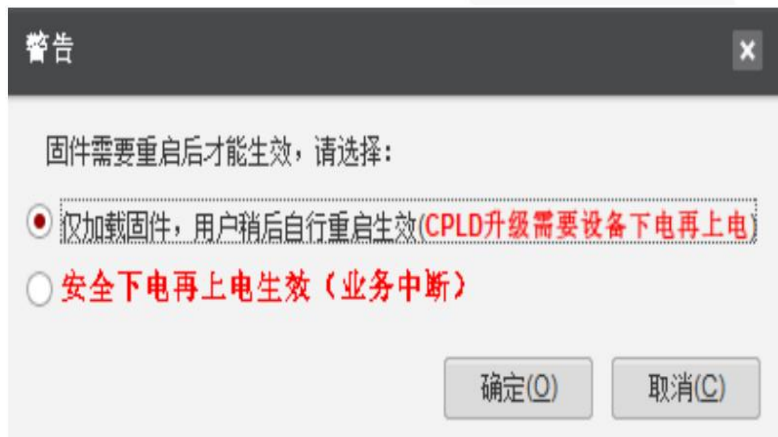 警告
固件需要重启后才能生效，请选择：
仅加载固件，用户稍后自行重启生效(CPLD升级需要设备下电再上电)
安全下电再上电生效（业务中断）
确定(O)
取消(C)